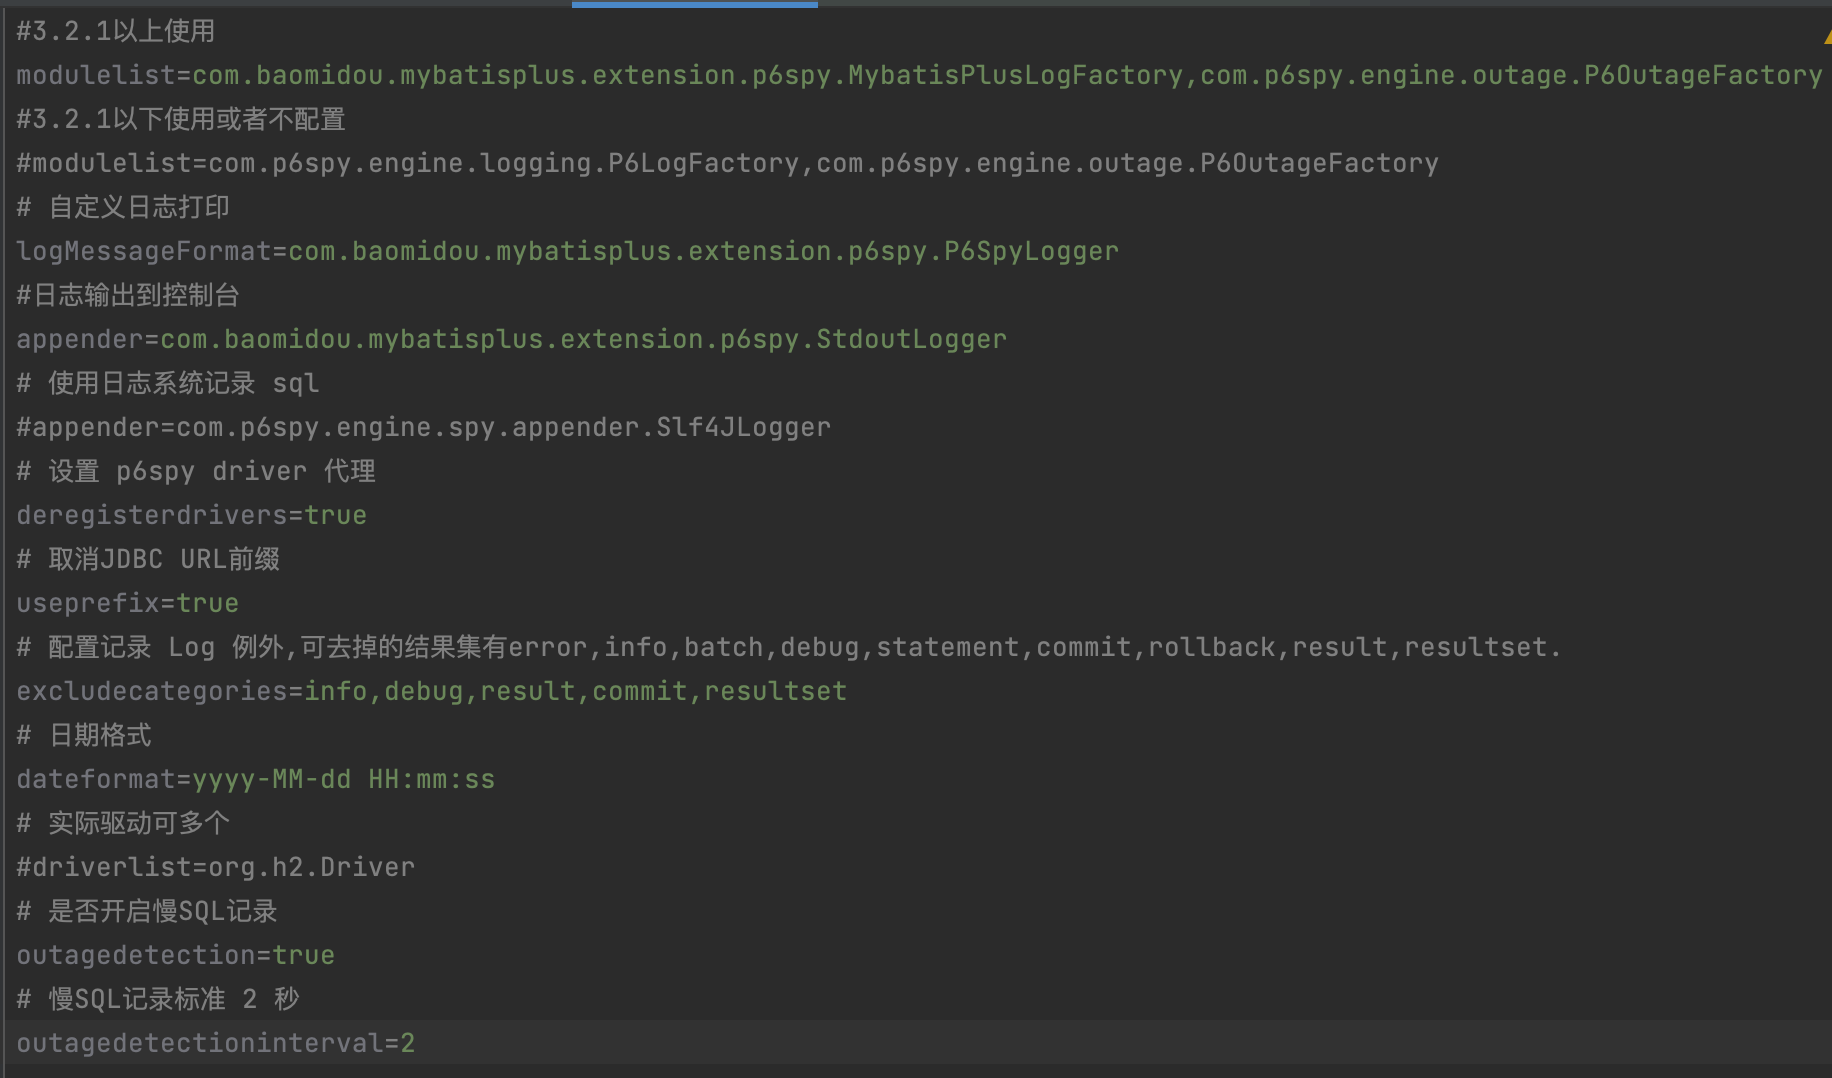 #3.2.1以上使用
modulelist=com.baomidou.mybatisplus.extension.p6spy.MybatisPlusLogFactory,com.p6spy.engine.outage.P6OutageFactory
#3.2.1以下使用或者不配置
#modulelist=com.p6spy.engine.logging.P6LogFactory,com.p6spy.engine.outage.P6OutageFactory
# 自定义日志打印
logMessageFormat=com.baomidou.mybatisplus.extension.p6spy.P6SpyLogger
#日志输出到控制台
appender=com.baomidou.mybatisplus.extension.p6spy.StdoutLogger
# 使用日志系统记录 sql
#appender=com.p6spy.engine.spy.appender.Slf4JLogger
# 设置 p6spy driver 代理
deregisterdrivers=true
# 取消JDBC URL前缀
useprefix=true
# 配置记录 Log 例外,可去掉的结果集有error,info,batch,debug,statement,commit,rollback,result,resultset.
excludecategories=info,debug,result,commit,resultset
# 日期格式
dateformat=yyyy-MM-dd HH:mm:ss
# 实际驱动可多个
#driverlist=org.h2.Driver
# 是否开启慢SQL记录
outagedetection=true
# 慢SQL记录标准 2 秒
outagedetectioninterval=2